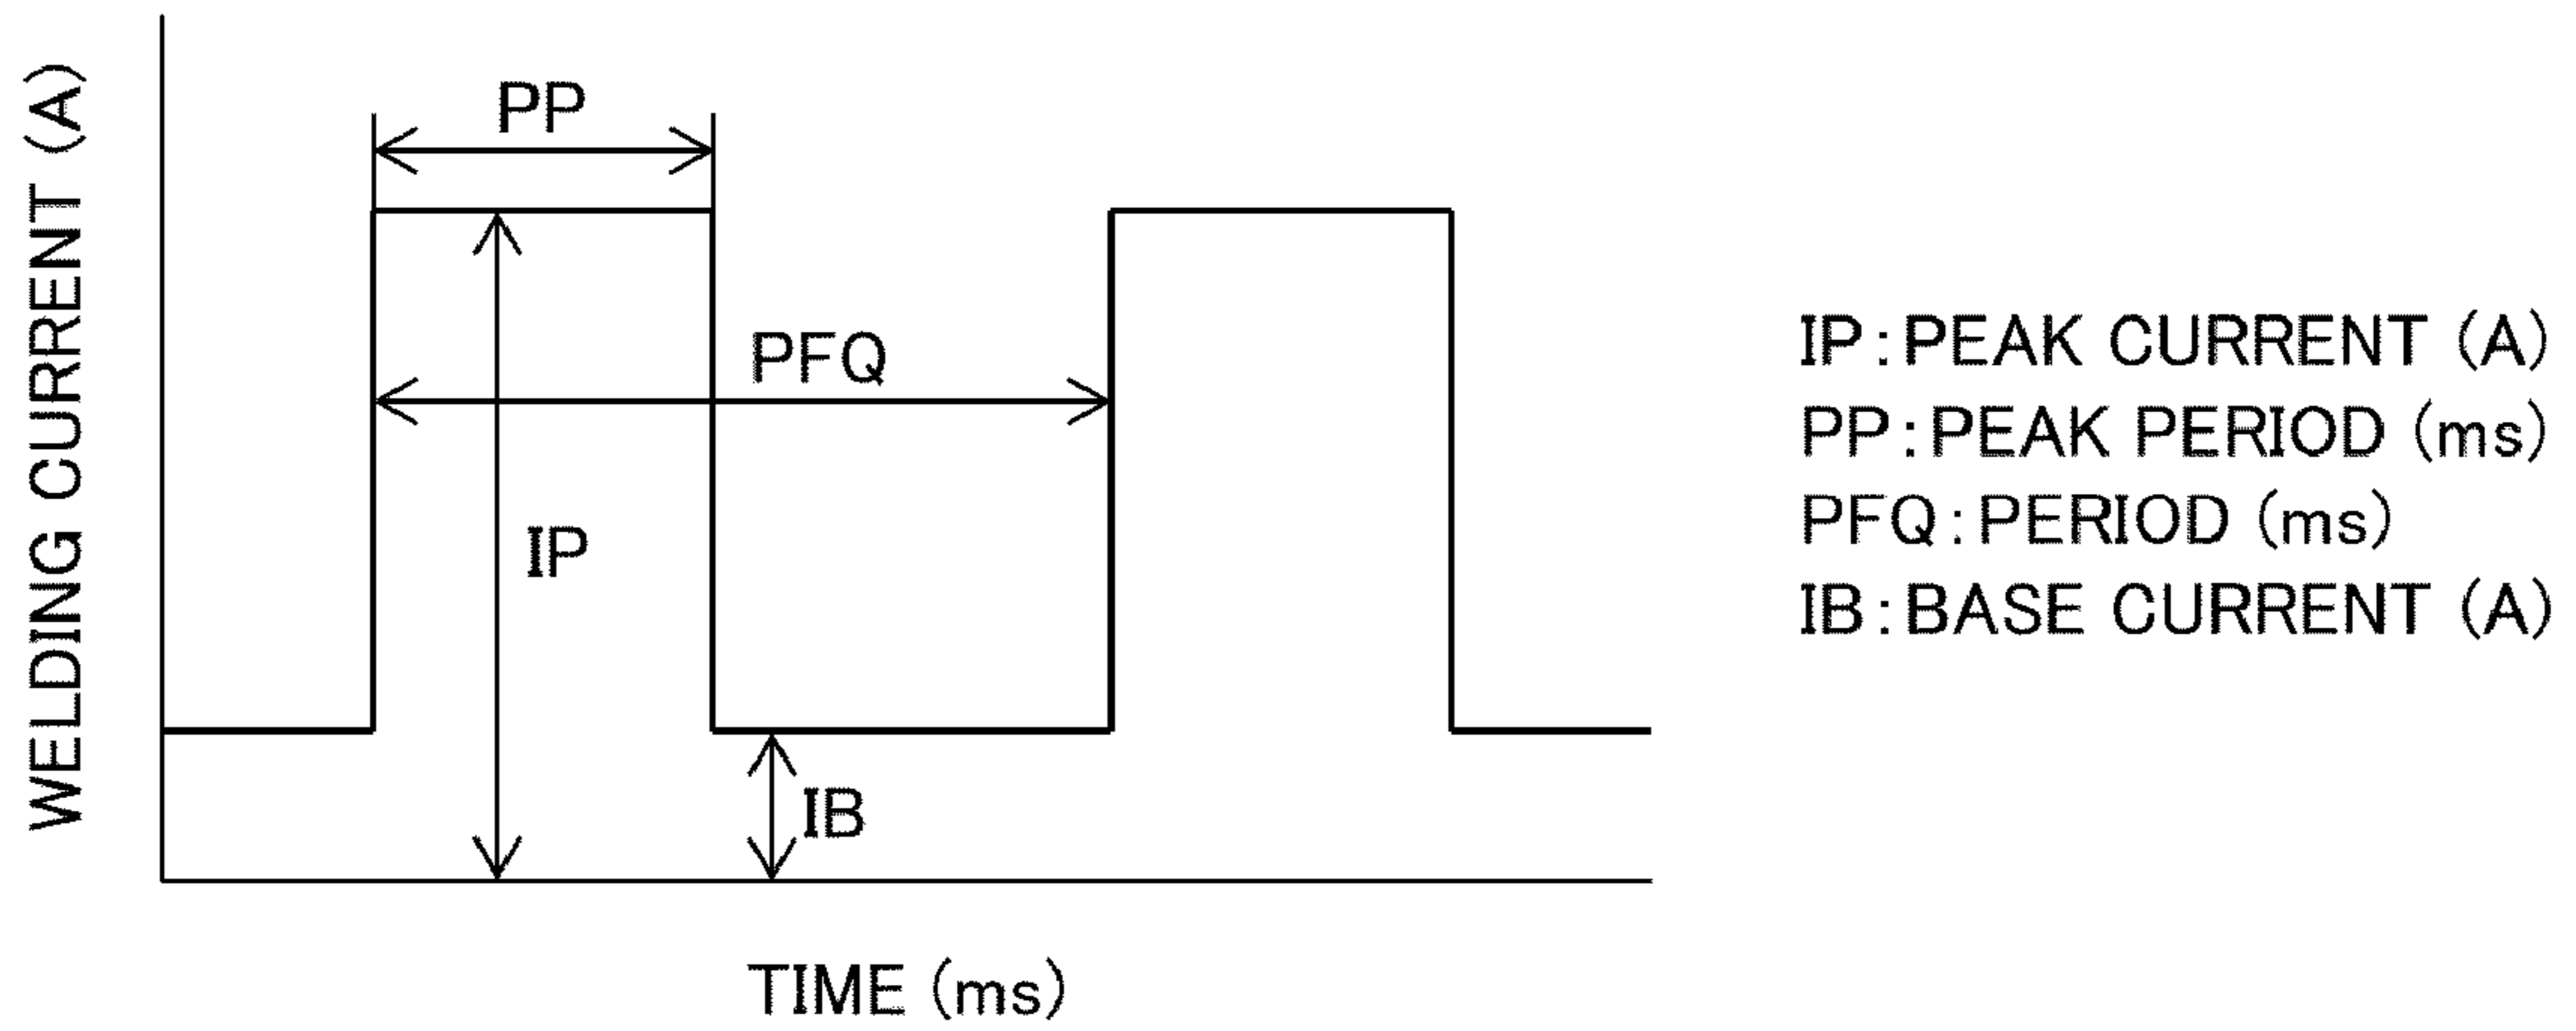 WELDING CURRENT (A)
PP
PFQ
IP
IB
TIME (ms)
IP:PEAK CURRENT (A)
PP:PEAK PERIOD (ms)
PFQ:PERIOD (ms)
IB:BASE CURRENT (A)